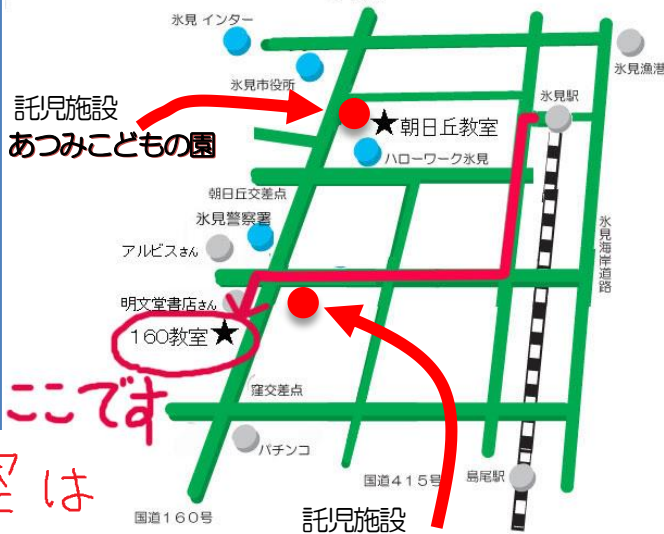 氷見 インター
氷見漁港
氷見市役所
氷見駅
託児施設
あつみこどもの園
★朝日丘教室
ハローワーク氷見
朝日丘交差点
氷見警察署
アルビスさん
氷見海岸道路
明文堂書店さん
160教室★
ここです
窪交差点
パチンコ
国道415号
島尾駅
は
国道160号
託児施設